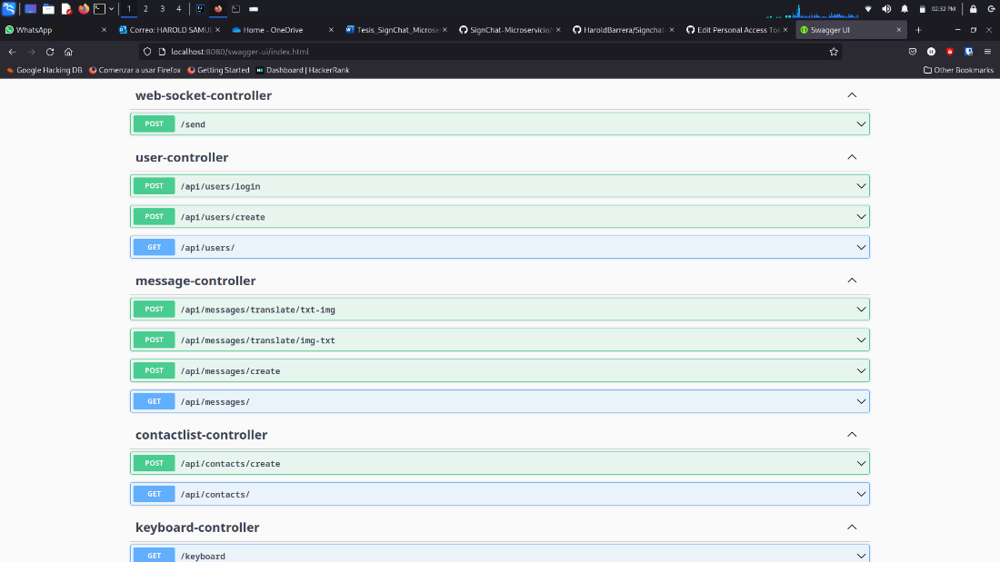 1 2 3 4 02:32 PM
WhatsApp Correo: HAROLD SAMUE Home - OneDrive Tesis_SignChat_Microse SignChat-Microservicio/ HaroldBarrera/Signchat Edit Personal Access To Swagger UI
localhost:8080/swagger-ui/index.html
Google Hacking DB Comenzar a usar Firefox Getting Started Dashboard | HackerRank Other Bookmarks
web-socket-controller
POST /send
user-controller
POST /api/users/login
POST /api/users/create
GET /api/users/
message-controller
POST /api/messages/translate/txt-img
POST /api/messages/translate/img-txt
POST /api/messages/create
GET /api/messages/
contactlist-controller
POST /api/contacts/create
GET /api/contacts/
keyboard-controller
GET /keyboard